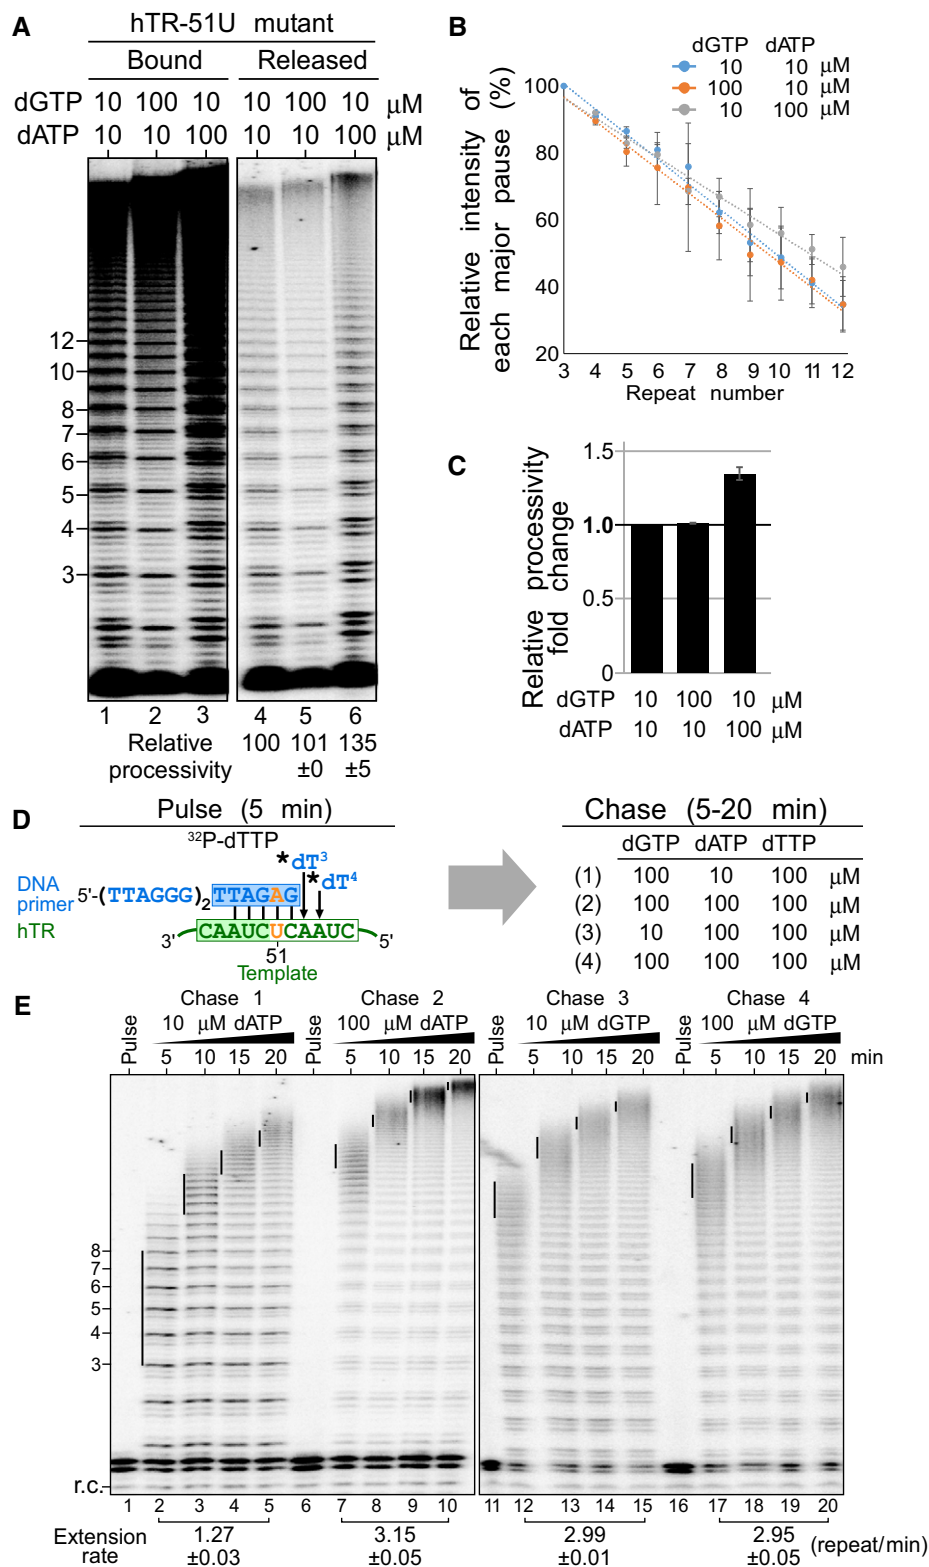 A
hTR-51U mutant
Bound Released
dGTP 10 100 10 10 100 10 μM
dATP 10 10 100 10 10 100 μM
12
10
8
7
6
5
4
3
1 2 3 4 5 6
Relative processivity 100 101 ±0 135 ±5
B
dGTP dATP
10 10 μM
100 10 μM
10 100 μM
Relative intensity of each major pause (%)
100
80
60
40
20
3 4 5 6 7 8 9 10 11 12
Repeat number
C
Relative processivity fold change
1.5
1.0
0.5
0
dGTP 10 100 10 μM
dATP 10 10 100 μM
D
Pulse (5 min)
32P-dTTP
* dT3
* dT4
DNA primer 5'-(TTAGGG)2TTAGAG
hTR 3' CAAUCUCAAUC 5'
51
Template
Chase (5-20 min)
dGTP dATP dTTP
(1) 100 10 100 μM
(2) 100 100 100 μM
(3) 10 100 100 μM
(4) 100 100 100 μM
E
Chase 1 Chase 2 Chase 3 Chase 4
Pulse 10 μM dATP Pulse 100 μM dATP Pulse 10 μM dGTP Pulse 100 μM dGTP
5 10 15 20 5 10 15 20 5 10 15 20 5 10 15 20 min
8
7
6
5
4
3
r.c.
1 2 3 4 5 6 7 8 9 10 11 12 13 14 15 16 17 18 19 20
Extension rate 1.27 ±0.03 3.15 ±0.05 2.99 ±0.01 2.95 ±0.05 (repeat/min)